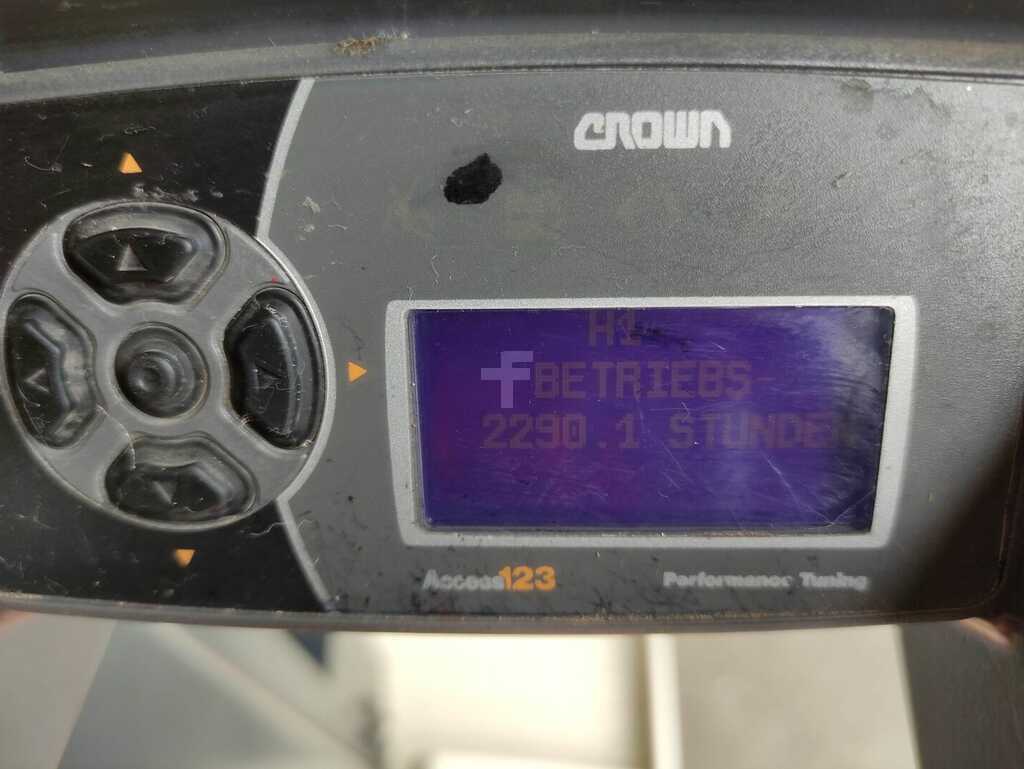 CROWN
H1
BETRIEBS-
2290.1 STUNDEN
Access123
Performance Tuning